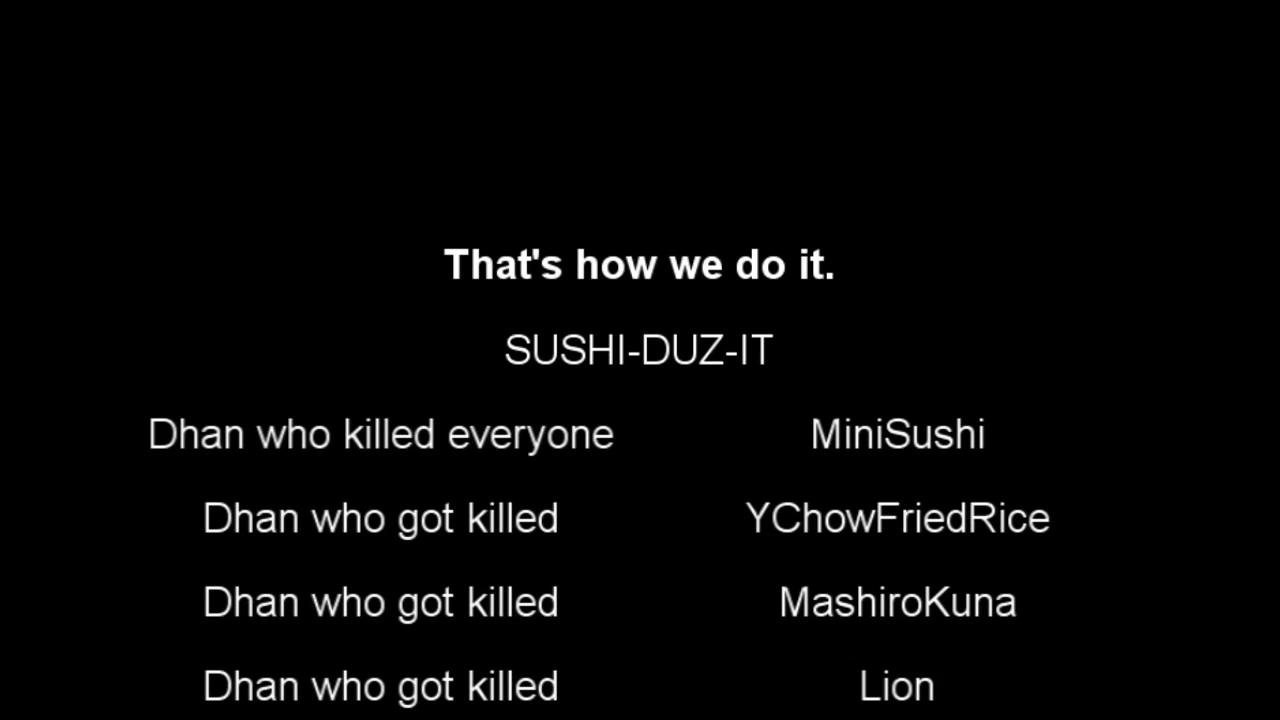 That's how we do it.
SUSHI-DUZ-IT
Dhan who killed everyone MiniSushi
Dhan who got killed YChowFriedRice
Dhan who got killed MashiroKuna
Dhan who got killed Lion